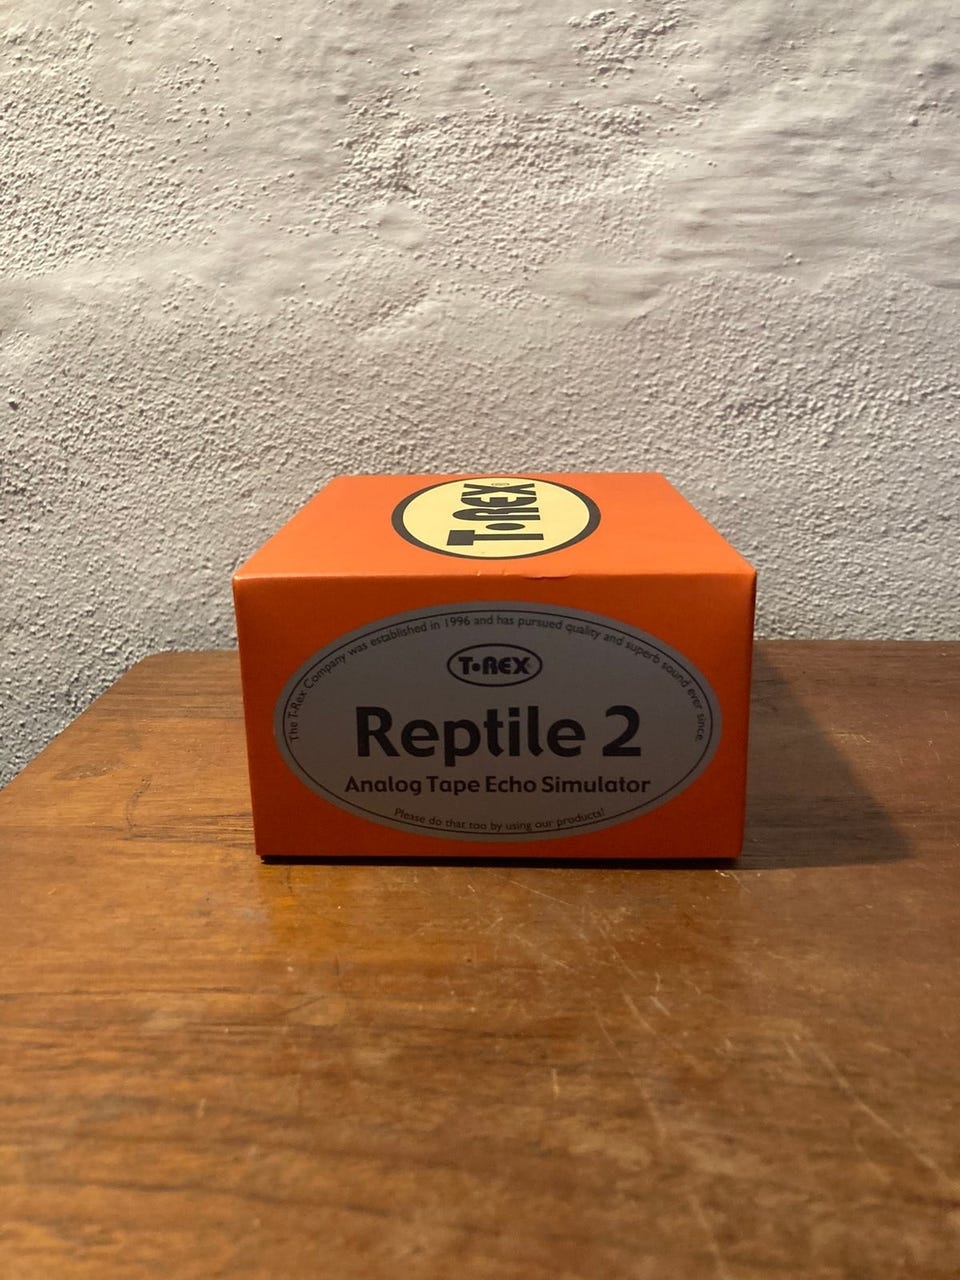 T•REX
The T-Rex Company was established in 1996 and has pursued quality and superb sound ever since.
T•REX
Reptile 2
Analog Tape Echo Simulator
Please do that too by using our products!